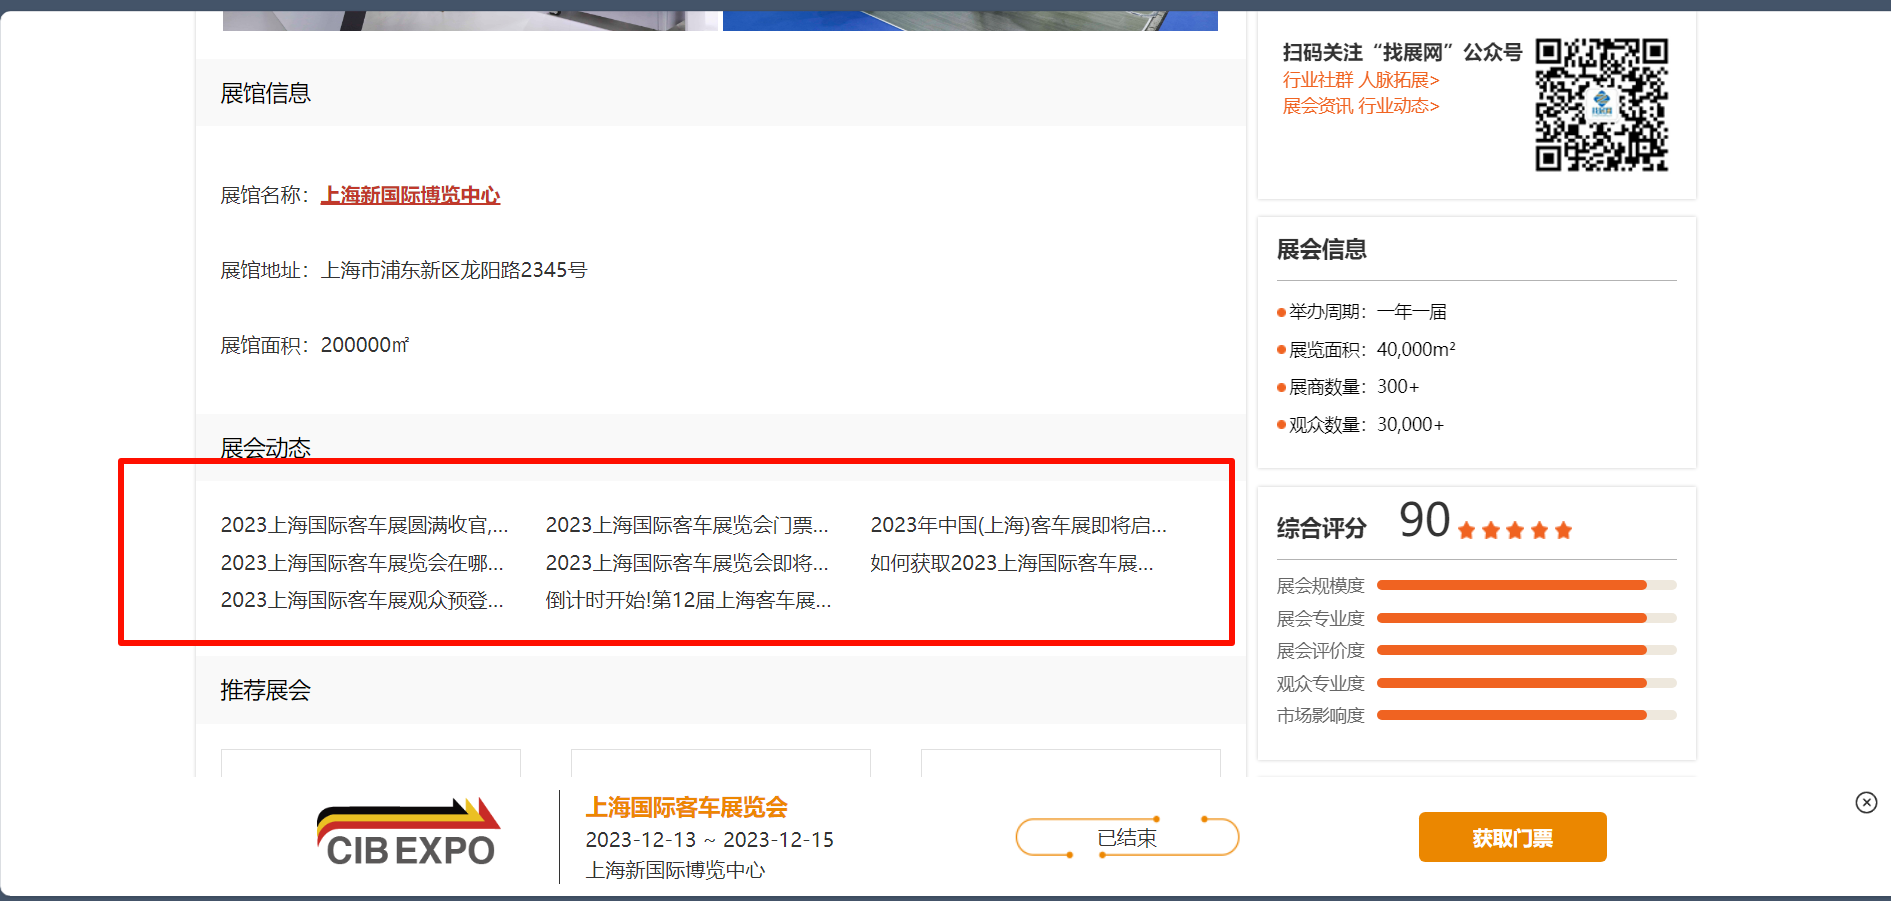 展馆信息
展馆名称：上海新国际博览中心
展馆地址：上海市浦东新区龙阳路2345号
展馆面积：200000㎡
展会动态
2023上海国际客车展圆满收官,...
2023上海国际客车展览会门票...
2023年中国(上海)客车展即将启...
2023上海国际客车展览会在哪...
2023上海国际客车展览会即将...
如何获取2023上海国际客车展...
2023上海国际客车展观众预登...
倒计时开始!第12届上海客车展...
推荐展会
扫码关注“找展网”公众号
行业社群 人脉拓展>
展会资讯 行业动态>
展会信息
举办周期：一年一届
展览面积：40,000m²
展商数量：300+
观众数量：30,000+
综合评分 90
展会规模度
展会专业度
展会评价度
观众专业度
市场影响度
CIB EXPO
上海国际客车展览会
2023-12-13 ~ 2023-12-15
上海新国际博览中心
已结束
获取门票